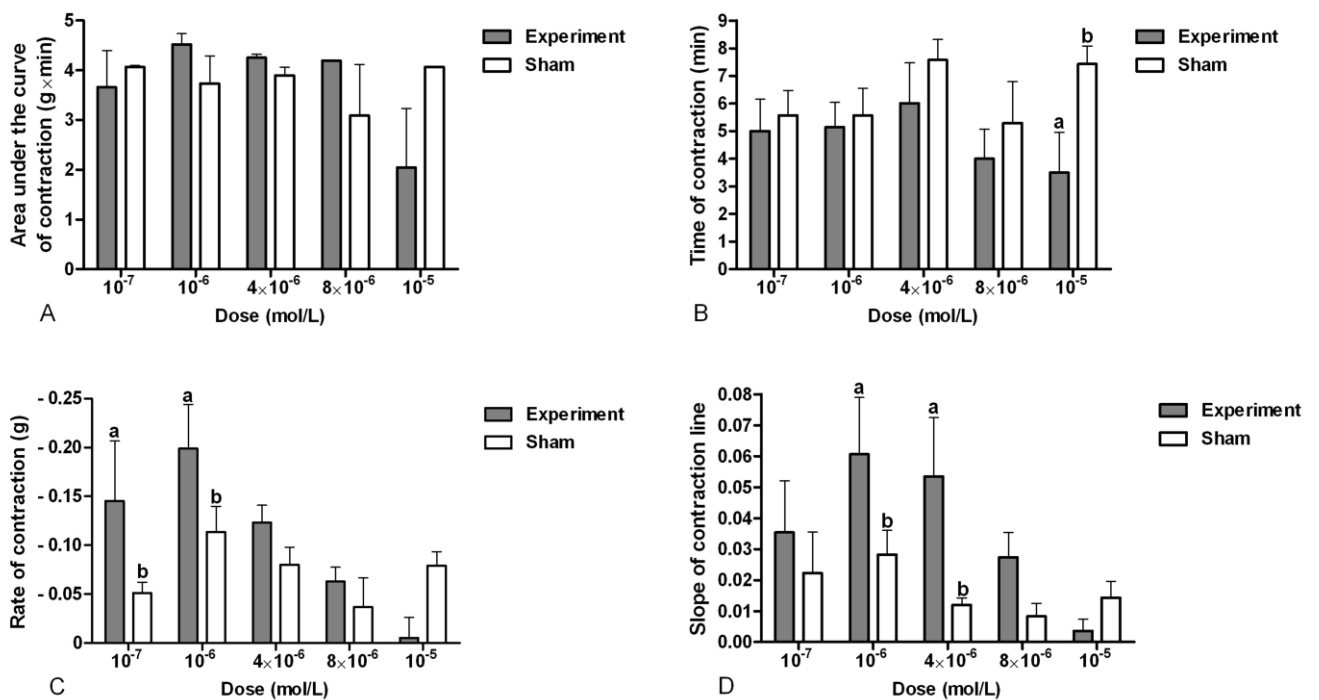 Area under the curve
of contraction (g×min)
5
4
3
2
1
0
10-7
10-6
4×10-6
8×10-6
10-5
Dose (mol/L)
A
Experiment
Sham
Time of contraction (min)
9
8
7
6
5
4
3
2
1
0
a
b
10-7
10-6
4×10-6
8×10-6
10-5
Dose (mol/L)
B
Experiment
Sham
Rate of contraction (g)
- 0.25
- 0.20
- 0.15
- 0.10
- 0.05
0
a
b
a
b
10-7
10-6
4×10-6
8×10-6
10-5
Dose (mol/L)
C
Experiment
Sham
Slope of contraction line
0.08
0.07
0.06
0.05
0.04
0.03
0.02
0.01
0.00
a
b
a
b
10-7
10-6
4×10-6
8×10-6
10-5
Dose (mol/L)
D
Experiment
Sham